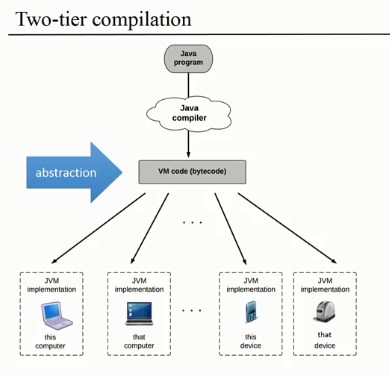 Two-tier compilation
Java
program
Java
compiler
abstraction
VM code (bytecode)
. . .
JVM
implementation
this
computer
JVM
implementation
that
computer
. . .
JVM
implementation
this
device
JVM
implementation
that
device